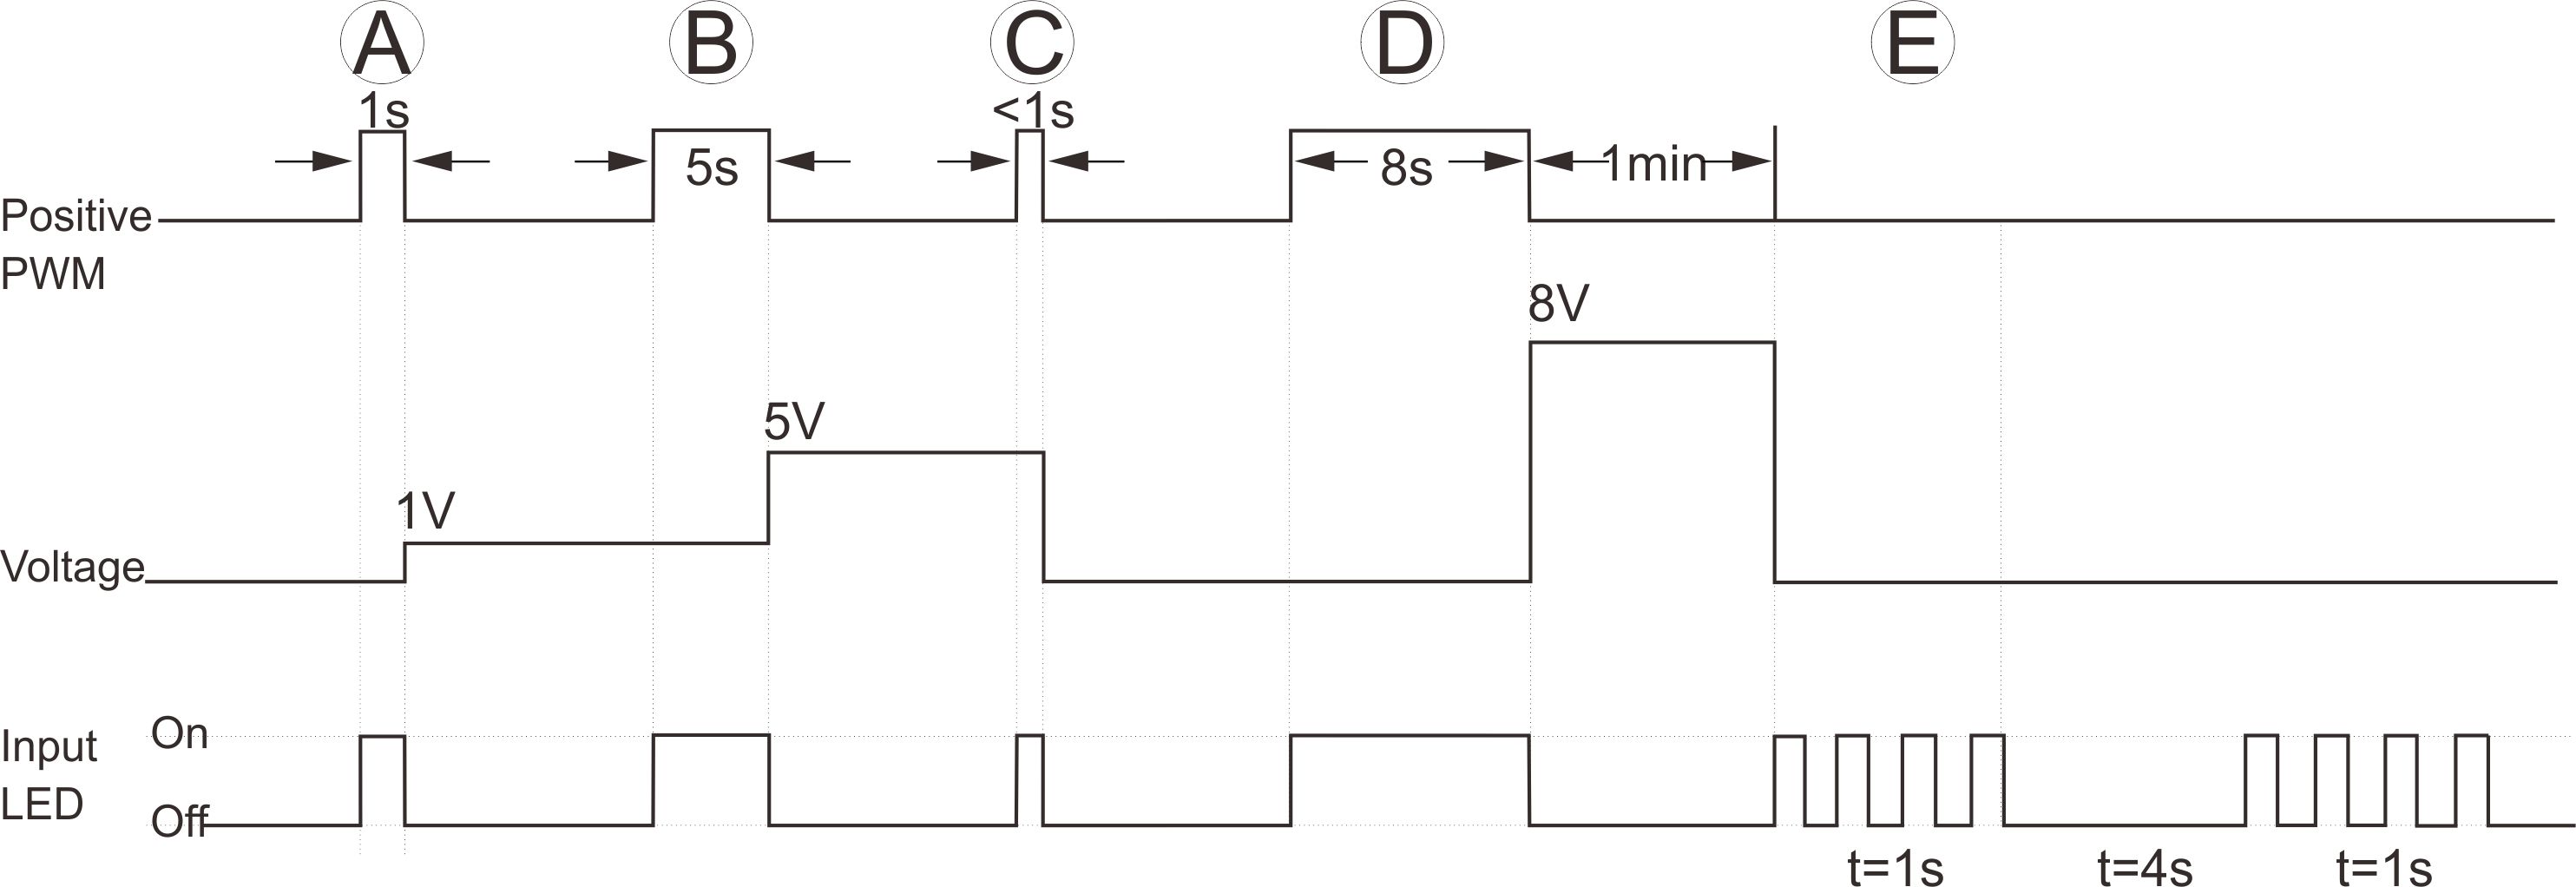 A B C D E
1s <1s
5s 8s 1min
Positive
PWM
8V
5V
1V
Voltage
On
Input
LED
Off
t=1s t=4s t=1s